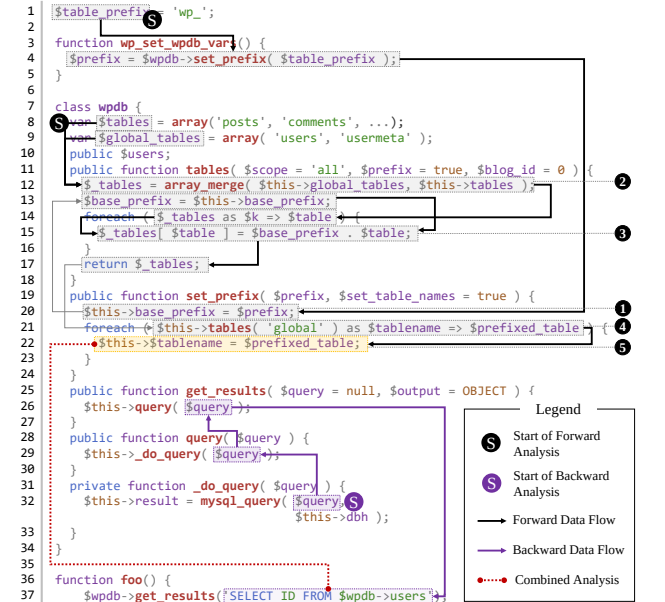 1 $table_prefix = 'wp_';
S
2
3 function wp_set_wpdb_vars() {
4 $prefix = $wpdb->set_prefix( $table_prefix );
5 }
6
7 class wpdb {
S
8 var $tables = array('posts', 'comments', ...);
9 var $global_tables = array( 'users', 'usermeta' );
10 public $users;
11 public function tables( $scope = 'all', $prefix = true, $blog_id = 0 ) {
12 $_tables = array_merge( $this->global_tables, $this->tables ); 2
13 $base_prefix = $this->base_prefix;
14 foreach ( $_tables as $k => $table ) {
15 $_tables[ $table ] = $base_prefix . $table; 3
16 }
17 return $_tables;
18 }
19 public function set_prefix( $prefix, $set_table_names = true ) {
20 $this->base_prefix = $prefix; 1
21 foreach ( $this->tables( 'global' ) as $tablename => $prefixed_table ) { 4
22 $this->$tablename = $prefixed_table; 5
23 }
24 }
25 public function get_results( $query = null, $output = OBJECT ) {
26 $this->query( $query );
27 }
28 public function query( $query ) {
29 $this->_do_query( $query );
30 }
31 private function _do_query( $query ) {
32 $this->result = mysql_query( $query, S
$this->dbh );
33 }
34 }
35
36 function foo() {
37 $wpdb->get_results('SELECT ID FROM $wpdb->users');
Legend
S Start of Forward
Analysis
S Start of Backward
Analysis
Forward Data Flow
Backward Data Flow
Combined Analysis